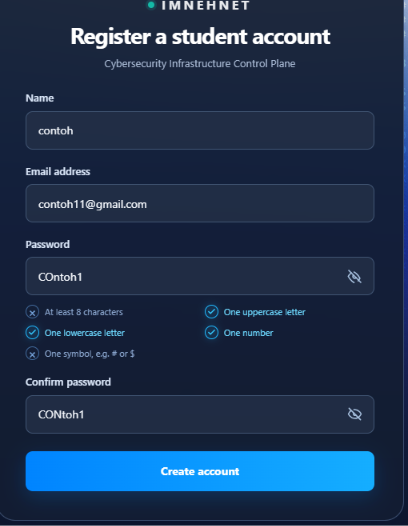 IMNEHNET
Register a student account
Cybersecurity Infrastructure Control Plane
Name
contoh
Email address
contoh11@gmail.com
Password
COntoh1
At least 8 characters
One uppercase letter
One lowercase letter
One number
One symbol, e.g. # or $
Confirm password
CONtoh1
Create account